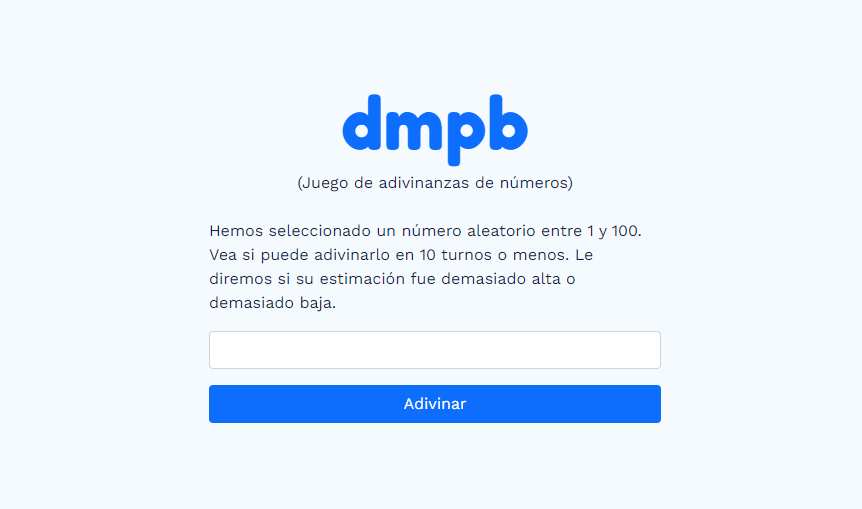 dmpb
(Juego de adivinanzas de números)
Hemos seleccionado un número aleatorio entre 1 y 100.
Vea si puede adivinarlo en 10 turnos o menos. Le
diremos si su estimación fue demasiado alta o
demasiado baja.
Adivinar